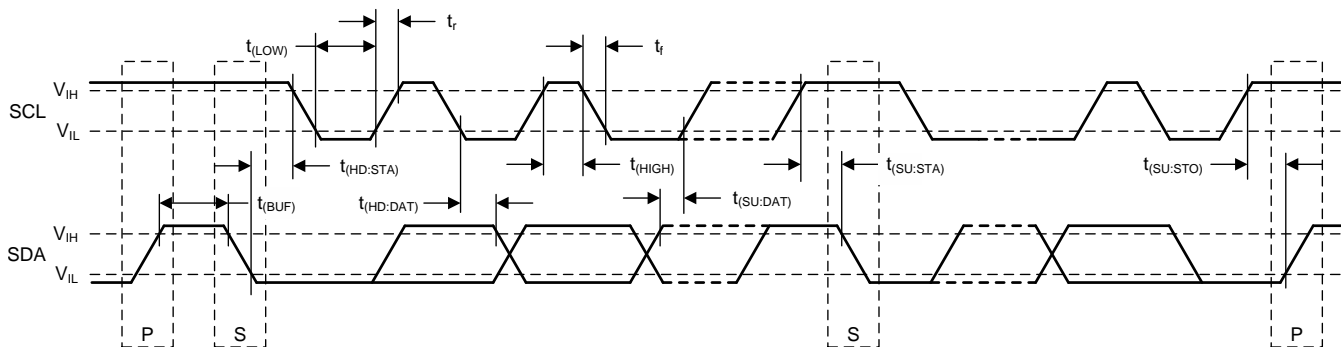 t(LOW)
tr
tf
VIH
SCL
VIL
t(HD:STA)
t(HIGH)
t(SU:STA)
t(SU:STO)
t(BUF)
t(HD:DAT)
t(SU:DAT)
VIH
SDA
VIL
P
S
S
P